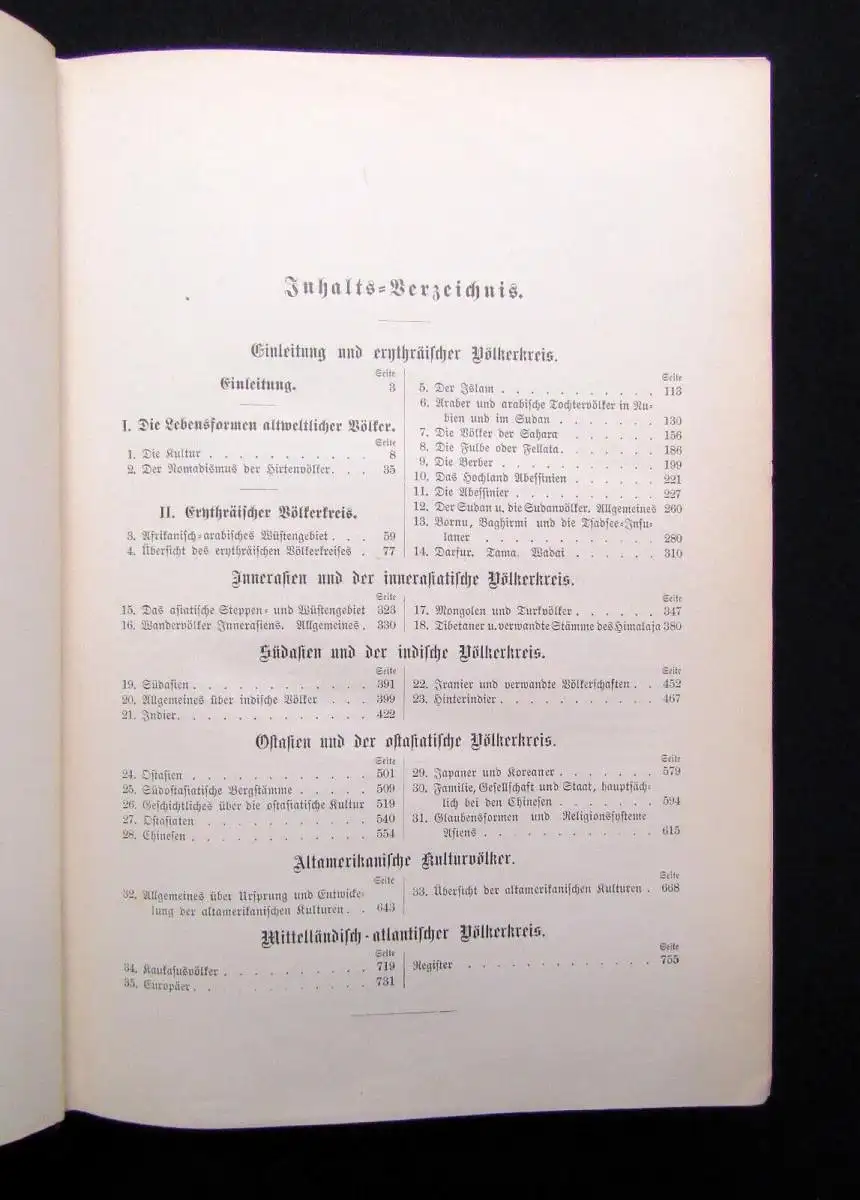 Inhalts-Verzeichnis.
Einleitung und erythräischer Völkerkreis.
Seite
Einleitung. 3
I. Die Lebensformen altweltlicher Völker.
Seite
1. Die Kultur . . . . . . . . . . 8
2. Der Nomadismus der Hirtenvölker. . . 35
II. Erythräischer Völkerkreis.
3. Afrikanisch-arabisches Wüstengebiet . . . 59
4. Übersicht des erythräischen Völkerkreises . 77
Seite
5. Der Islam . . . . . . . . . . 113
6. Araber und arabische Tochtervölker in Nu-
bien und im Sudan . . . . . . . 130
7. Die Völker der Sahara . . . . . . 156
8. Die Fulbe oder Fellata. . . . . . . 186
9. Die Berber . . . . . . . . . . 199
10. Das Hochland Abessinien . . . . . . 221
11. Die Abessinier . . . . . . . . . 227
12. Der Sudan u. die Sudanvölker. Allgemeines 260
13. Bornu, Baghirmi und die Tsadsee-Insu-
laner . . . . . . . . . . . 280
14. Darfur. Tama. Wadai . . . . . . 310
Innerasien und der innerasiatische Völkerkreis.
Seite
15. Das asiatische Steppen- und Wüstengebiet 323
16. Wandervölker Innerasiens. Allgemeines . 330
Seite
17. Mongolen und Turkvölker . . . . . . 347
18. Tibetaner u. verwandte Stämme des Himalaja 380
Südasien und der indische Völkerkreis.
Seite
19. Südasien . . . . . . . . . . . 391
20. Allgemeines über indische Völker . . . 399
21. Indier. . . . . . . . . . . . 422
Seite
22. Iranier und verwandte Völkerschaften . . 452
23. Hinterindier . . . . . . . . . . 467
Ostasien und der ostasiatische Völkerkreis.
Seite
24. Ostasien . . . . . . . . . . . 501
25. Südostasiatische Bergstämme . . . . . 509
26. Geschichtliches über die ostasiatische Kultur 519
27. Ostasiaten . . . . . . . . . . 540
28. Chinesen . . . . . . . . . . . 554
Seite
29. Japaner und Koreaner . . . . . . . 579
30. Familie, Gesellschaft und Staat, hauptsäch-
lich bei den Chinesen . . . . . . . 594
31. Glaubensformen und Religionssysteme
Asiens . . . . . . . . . . . 615
Altamerikanische Kulturvölker.
Seite
32. Allgemeines über Ursprung und Entwicke-
lung der altamerikanischen Kulturen . . 643
Seite
33. Übersicht der altamerikanischen Kulturen . 668
Mittelländisch-atlantischer Völkerkreis.
Seite
34. Kaukasusvölker . . . . . . . . . 719
35. Europäer . . . . . . . . . . . 731
Seite
Register . . . . . . . . . . . 755